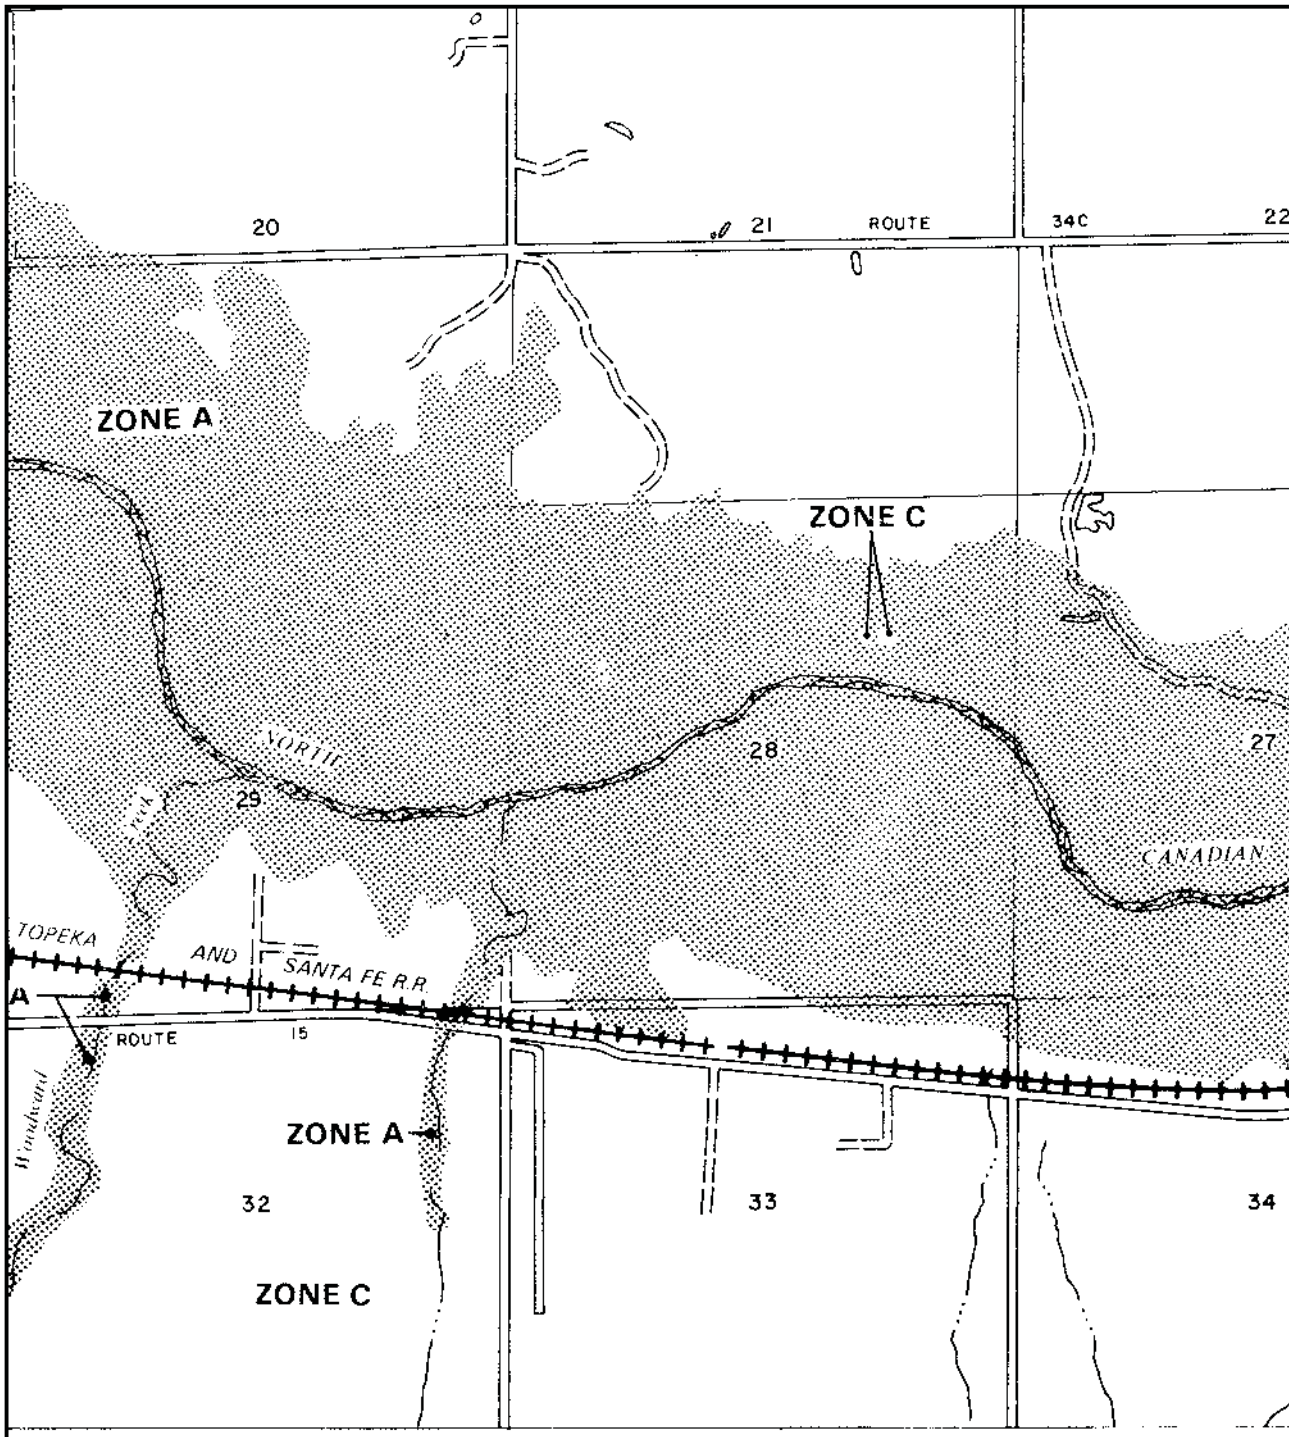 20
21
ROUTE
34C
22
ZONE A
ZONE C
NORTH
28
27
29
CANADIAN
TOPEKA
AND
SANTA FE R.R.
A
ROUTE
15
Woodward
ZONE A
32
33
34
ZONE C